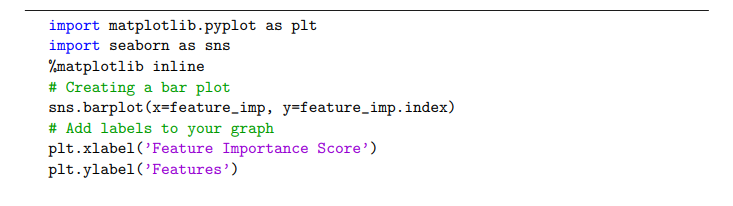 import matplotlib.pyplot as plt
import seaborn as sns
%matplotlib inline
# Creating a bar plot
sns.barplot(x=feature_imp, y=feature_imp.index)
# Add labels to your graph
plt.xlabel(’Feature Importance Score’)
plt.ylabel(’Features’)